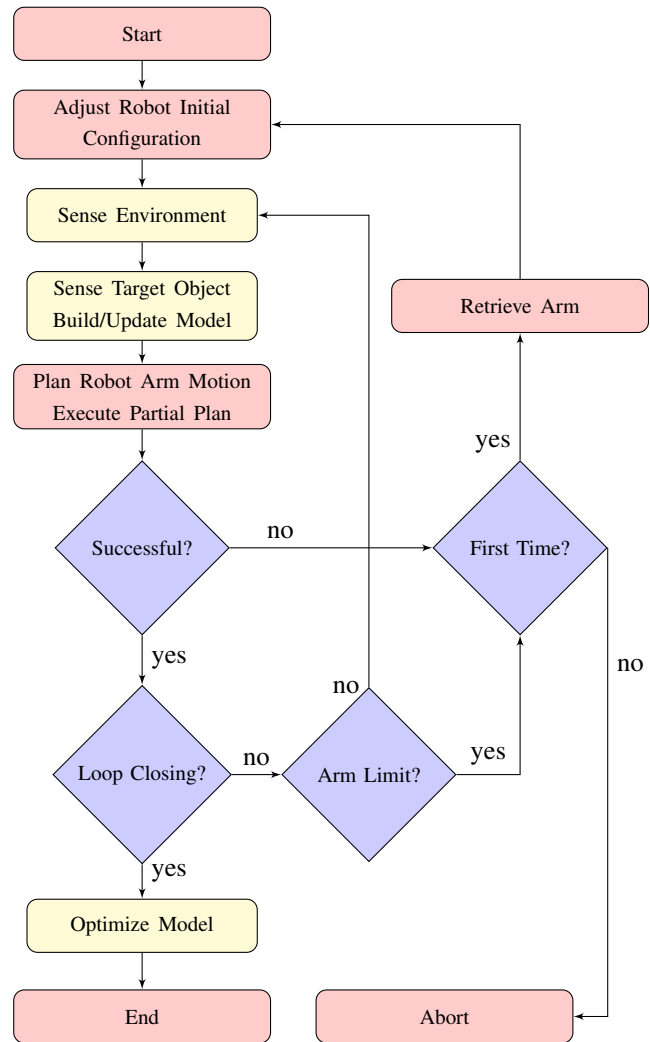 Start
Adjust Robot Initial
Configuration
Sense Environment
Sense Target Object
Build/Update Model
Retrieve Arm
Plan Robot Arm Motion
Execute Partial Plan
yes
Successful?
no
First Time?
yes
no
no
Loop Closing?
no
Arm Limit?
yes
yes
Optimize Model
End
Abort